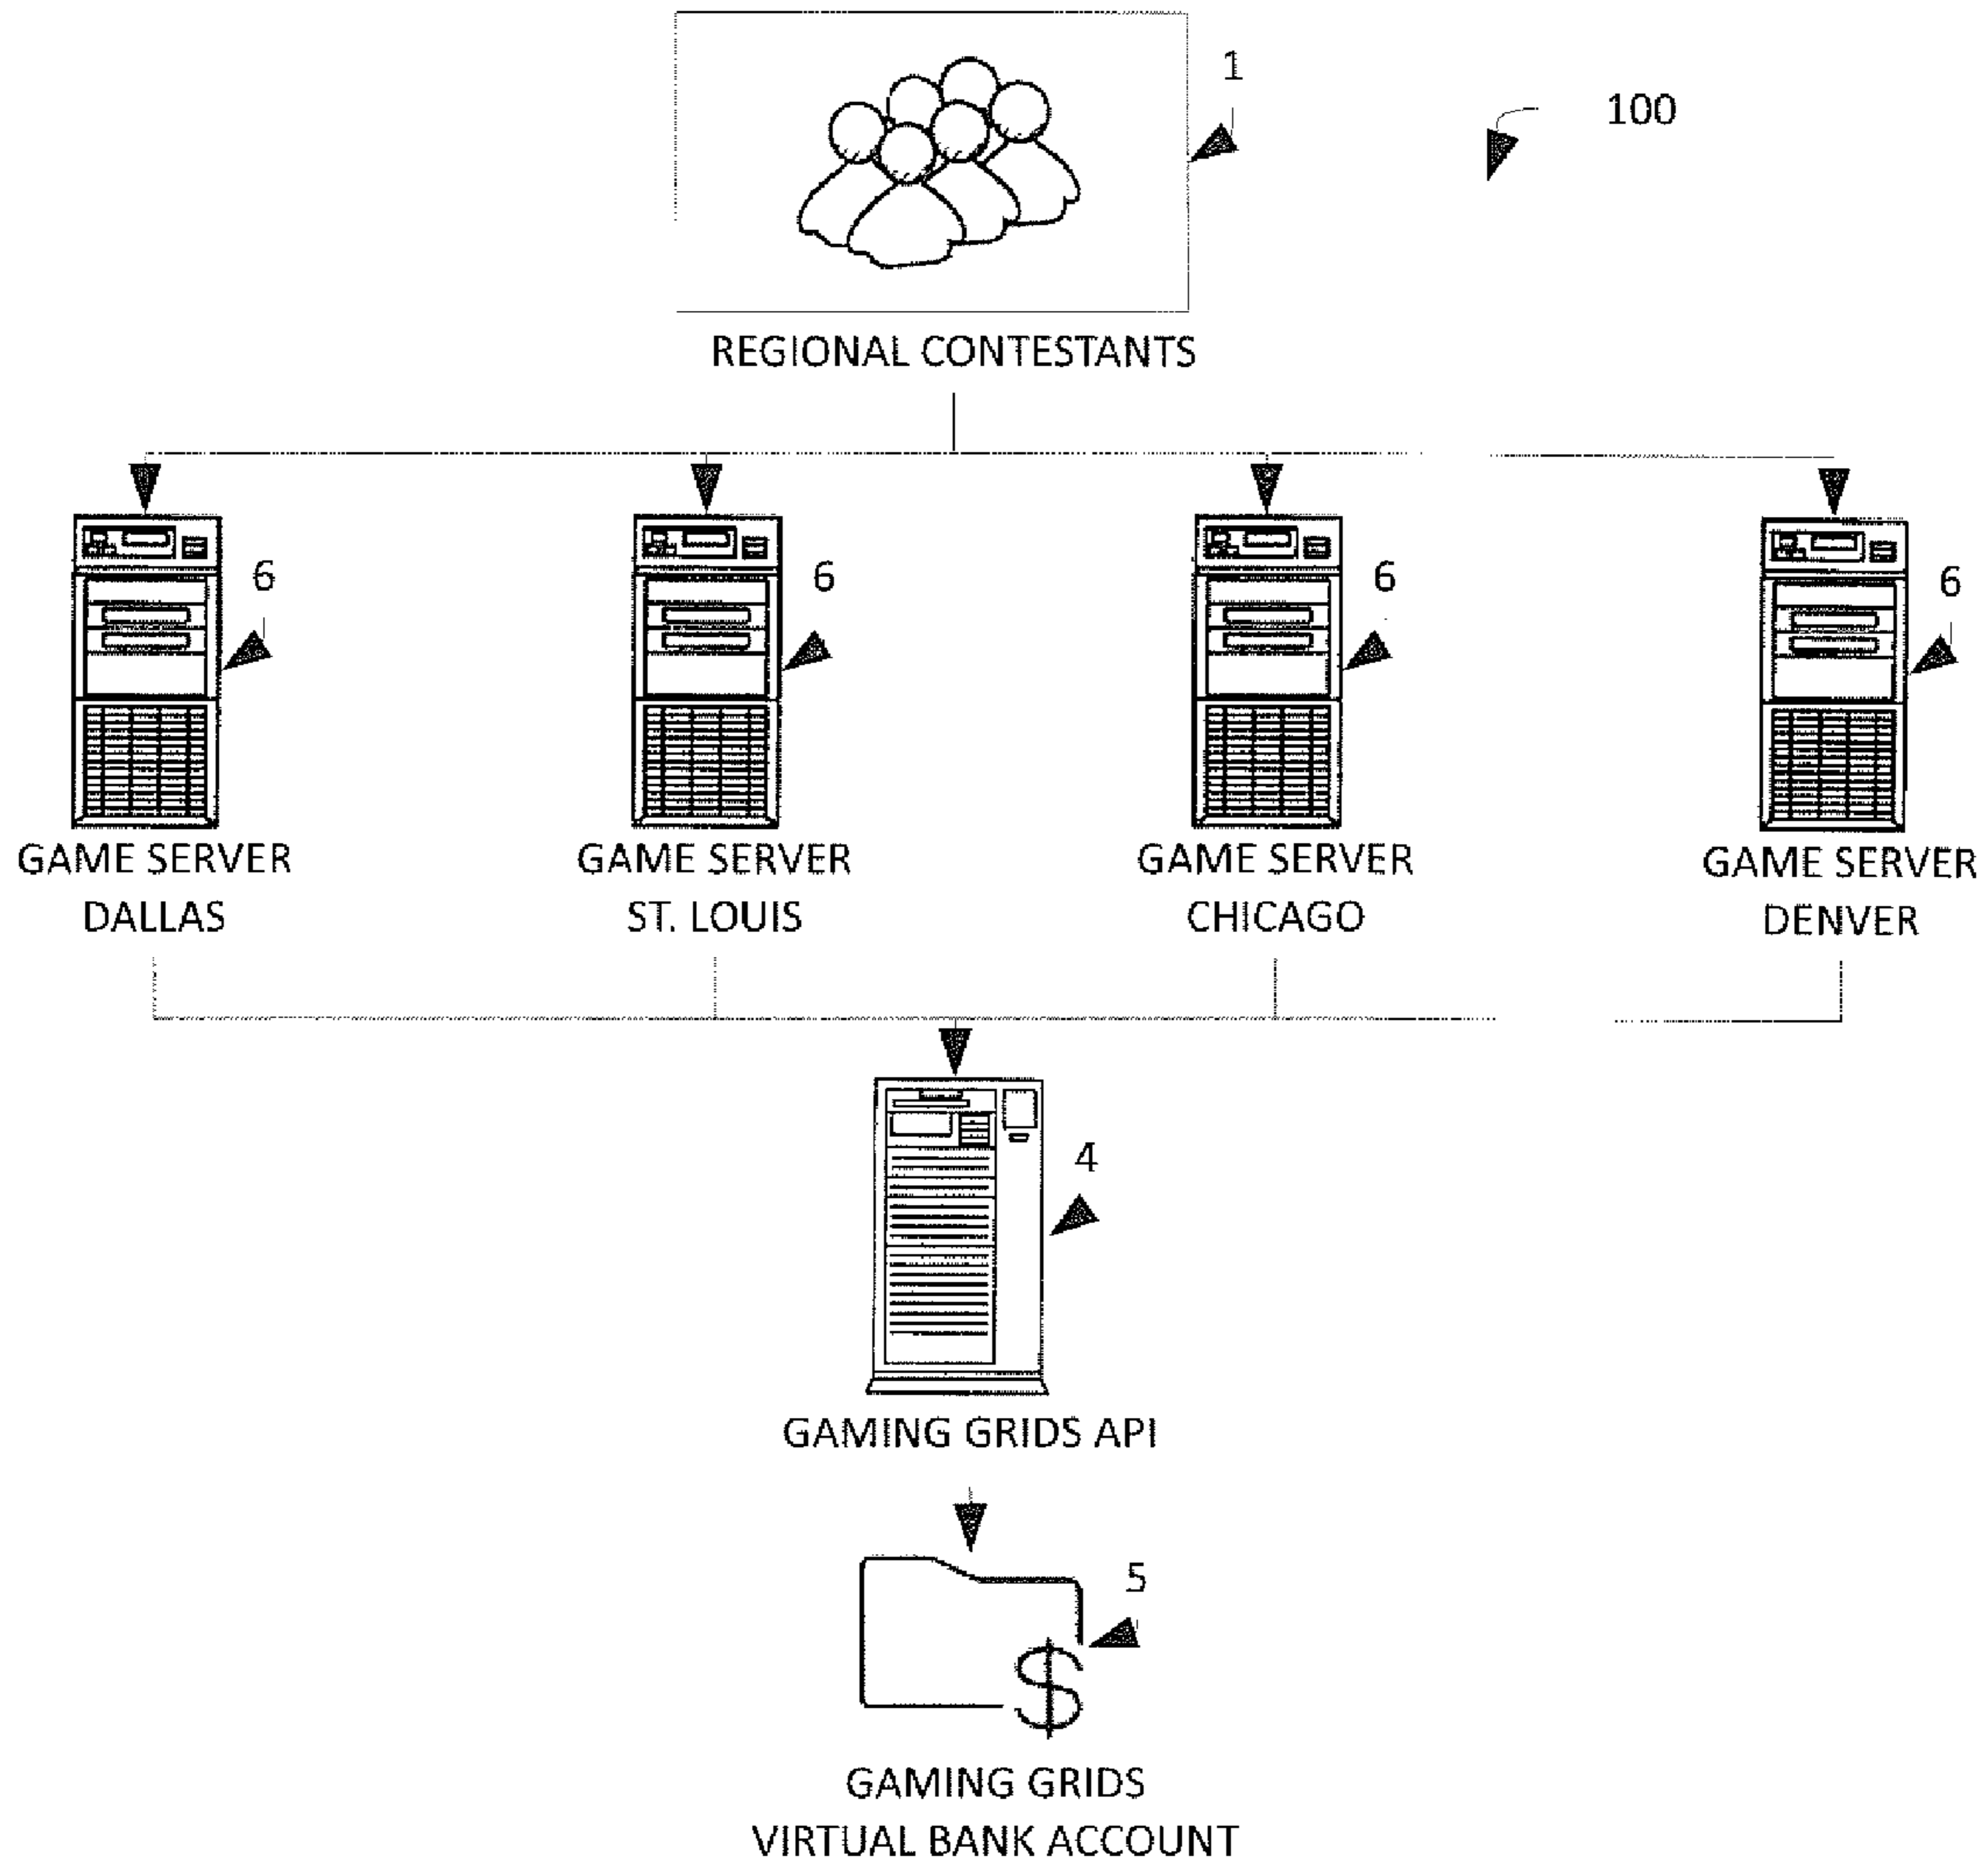 1
100
REGIONAL CONTESTANTS
6
6
6
6
GAME SERVER
DALLAS
GAME SERVER
ST. LOUIS
GAME SERVER
CHICAGO
GAME SERVER
DENVER
4
GAMING GRIDS API
5
$
GAMING GRIDS
VIRTUAL BANK ACCOUNT